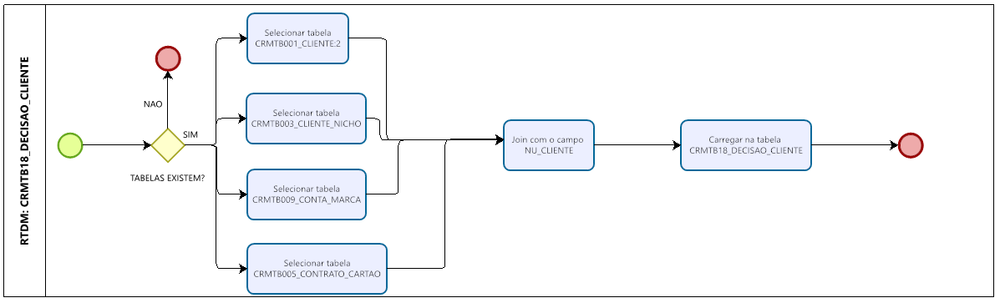 RTDM: CRMTB18_DECISAO_CLIENTE
NAO
SIM
TABELAS EXISTEM?
Selecionar tabela
CRMTB001_CLIENTE:2
Selecionar tabela
CRMTB003_CLIENTE_NICHO
Selecionar tabela
CRMTB009_CONTA_MARCA
Selecionar tabela
CRMTB005_CONTRATO_CARTAO
Join com o campo
NU_CLIENTE
Carregar na tabela
CRMTB18_DECISAO_CLIENTE